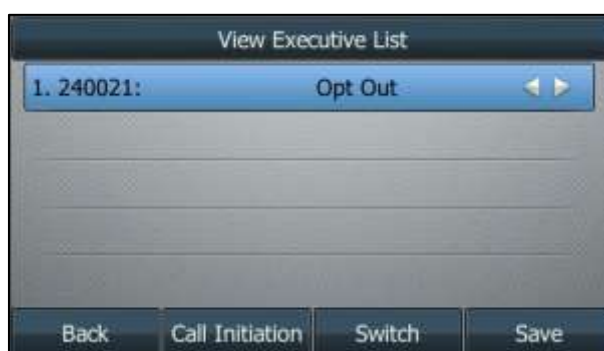 View Executive List
1. 240021: Opt Out
Back Call Initiation Switch Save